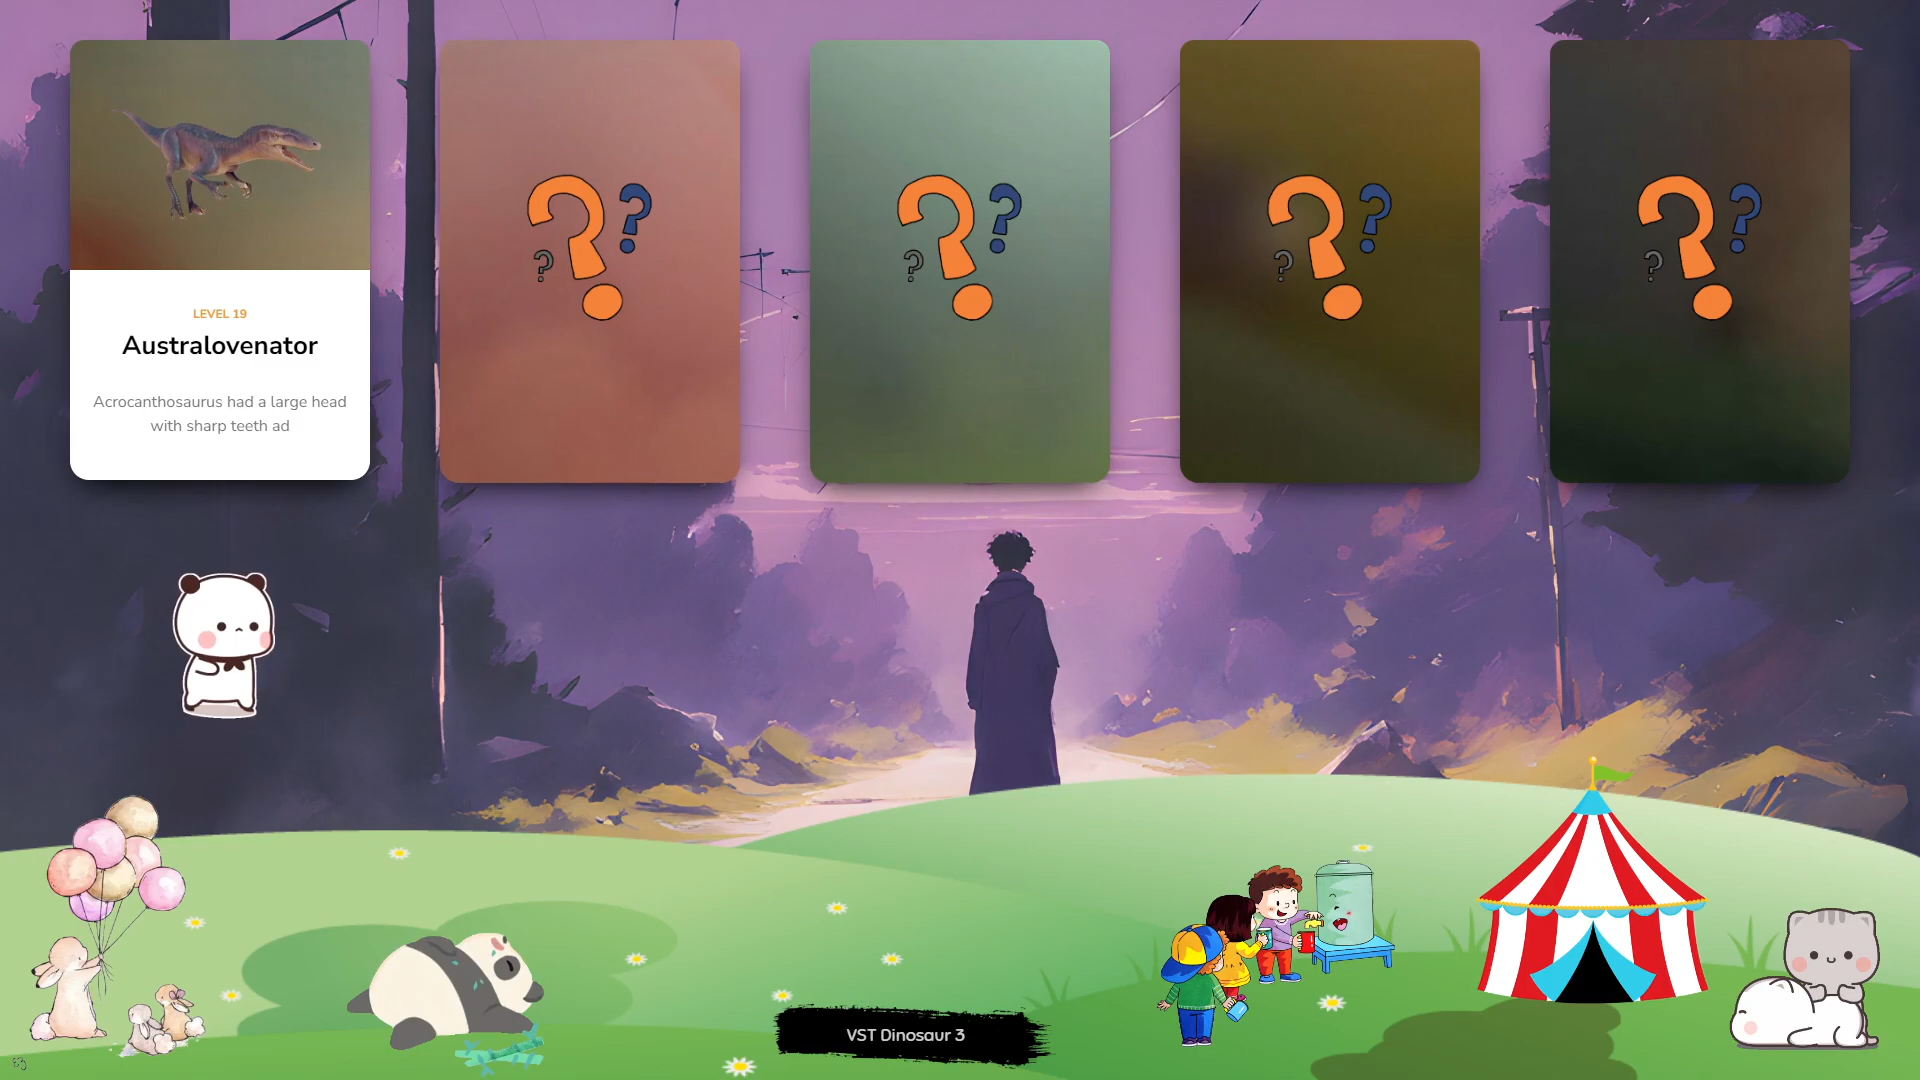 LEVEL 19
Australovenator
Acrocanthosaurus had a large head
with sharp teeth ad
? ? ?
? ? ?
? ? ?
? ? ?
VST Dinosaur 3